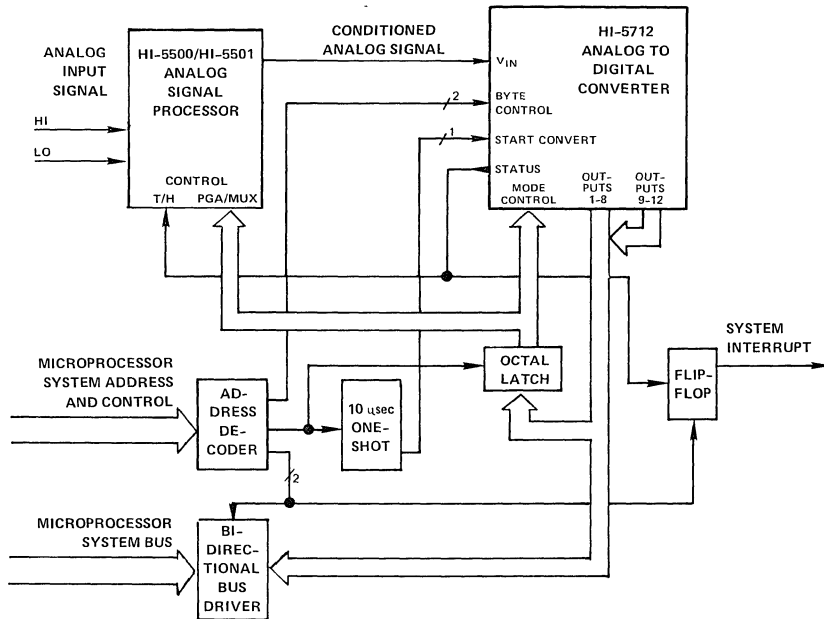 ANALOG
INPUT
SIGNAL
HI
LO
HI-5500/HI-5501
ANALOG
SIGNAL
PROCESSOR
CONTROL
T/H PGA/MUX
CONDITIONED
ANALOG SIGNAL
HI-5712
ANALOG TO
DIGITAL
CONVERTER
VIN
2
BYTE
CONTROL
1
START CONVERT
STATUS
MODE
CONTROL
OUT-
PUTS
1-8
OUT-
PUTS
9-12
MICROPROCESSOR
SYSTEM ADDRESS
AND CONTROL
AD-
DRESS
DE-
CODER
10 μsec
ONE-
SHOT
OCTAL
LATCH
FLIP-
FLOP
SYSTEM
INTERRUPT
2
MICROPROCESSOR
SYSTEM BUS
BI-
DIREC-
TIONAL
BUS
DRIVER